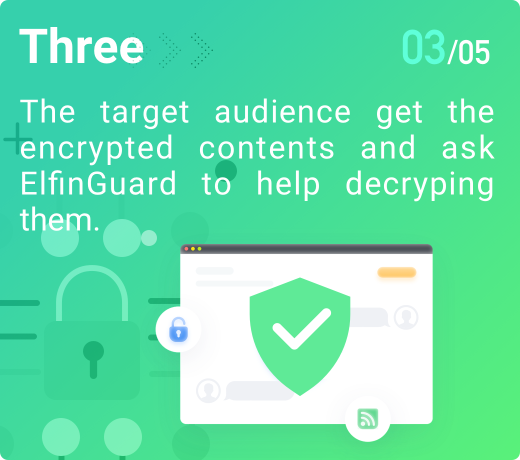 Three
03/05
The target audience get the
encrypted contents and ask
ElfinGuard to help decryping
them.